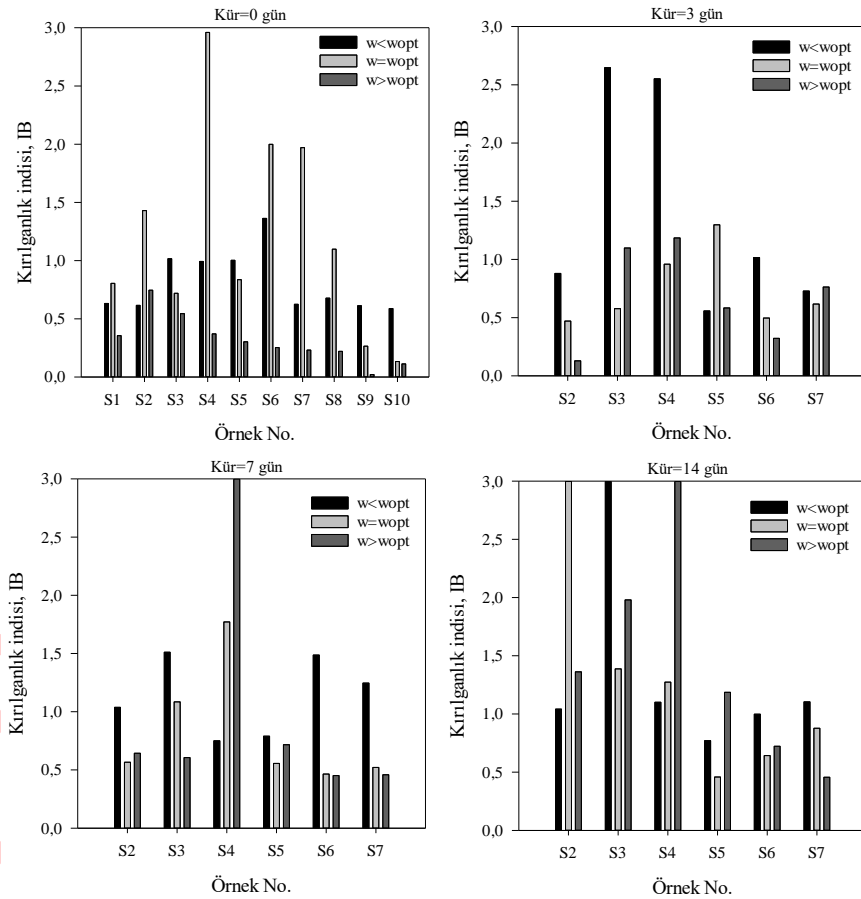 Kür=0 gün
3,0
2,5
2,0
1,5
1,0
0,5
0,0
Kırılganlık indisi, IB
w<wopt
w=wopt
w>wopt
S1 S2 S3 S4 S5 S6 S7 S8 S9 S10
Örnek No.
Kür=3 gün
3,0
2,5
2,0
1,5
1,0
0,5
0,0
Kırılganlık indisi, IB
w<wopt
w=wopt
w>wopt
S2 S3 S4 S5 S6 S7
Örnek No.
Kür=7 gün
3,0
2,5
2,0
1,5
1,0
0,5
0,0
Kırılganlık indisi, IB
w<wopt
w=wopt
w>wopt
S2 S3 S4 S5 S6 S7
Örnek No.
Kür=14 gün
3,0
2,5
2,0
1,5
1,0
0,5
0,0
Kırılganlık indisi, IB
w<wopt
w=wopt
w>wopt
S2 S3 S4 S5 S6 S7
Örnek No.